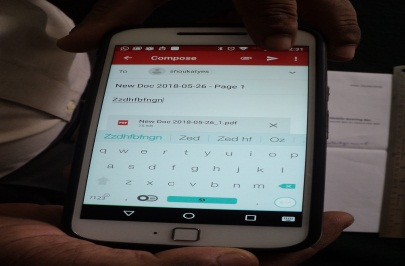 Compose
To
New Doc 2018-05-26 - Page 1
Zzdhfbfngn
New Doc 2018-05-26_1.pdf
Zzdhfbfngn Zed Zed hf Oz
q w e r t y u i o p
a s d f g h j k l
z x c v b n m